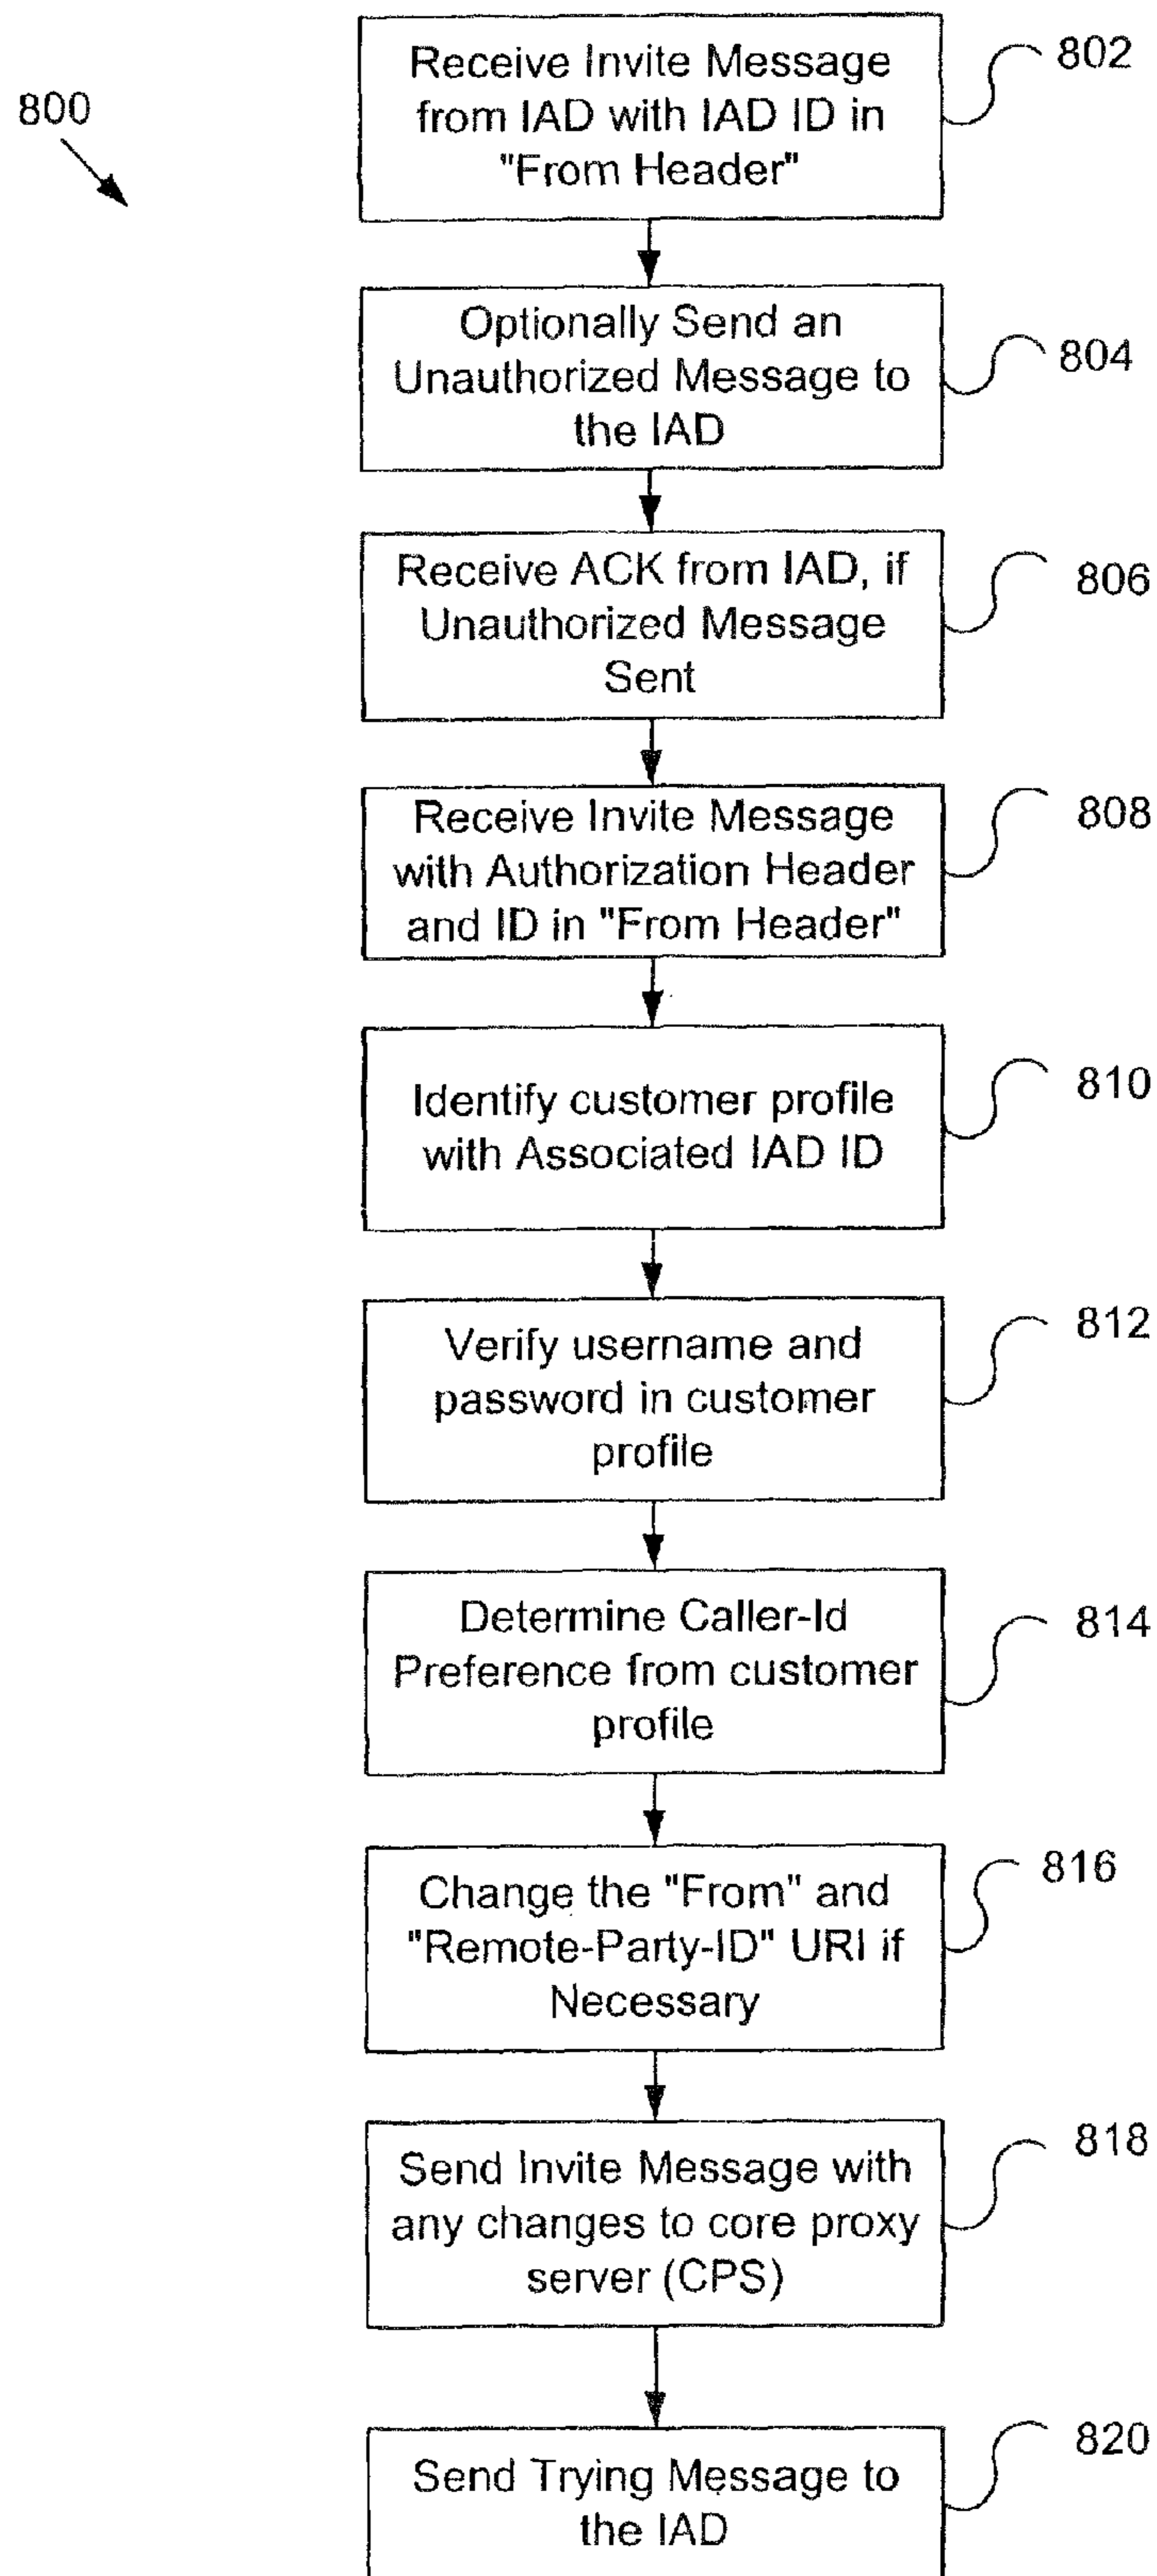 800
Receive Invite Message
from IAD with IAD ID in
"From Header"
802
Optionally Send an
Unauthorized Message to
the IAD
804
Receive ACK from IAD, if
Unauthorized Message
Sent
806
Receive Invite Message
with Authorization Header
and ID in "From Header"
808
Identify customer profile
with Associated IAD ID
810
Verify username and
password in customer
profile
812
Determine Caller-Id
Preference from customer
profile
814
Change the "From" and
"Remote-Party-ID" URI if
Necessary
816
Send Invite Message with
any changes to core proxy
server (CPS)
818
Send Trying Message to
the IAD
820